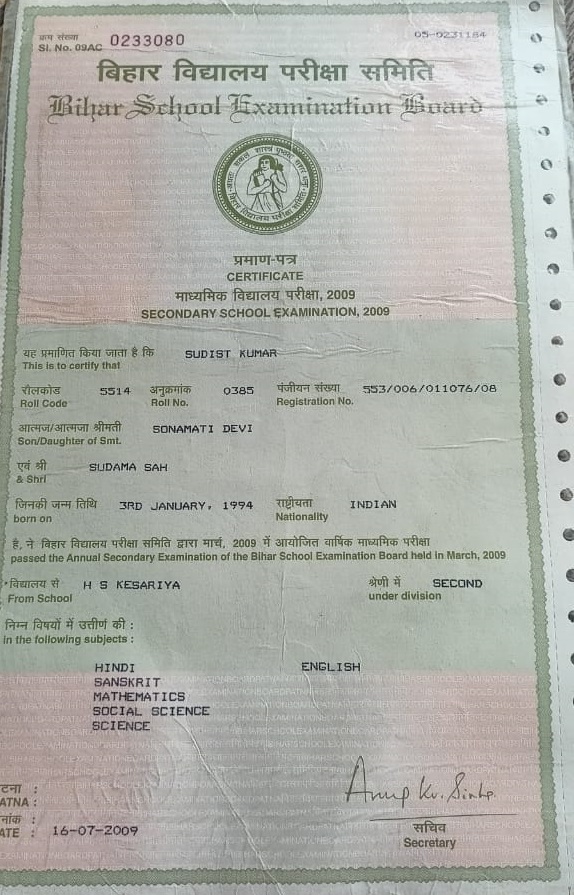 क्रम संख्या
Sl. No. 09AC 0233080
05-0231184
बिहार विद्यालय परीक्षा समिति
Bihar School Examination Board
प्रमाण-पत्र
CERTIFICATE
माध्यमिक विद्यालय परीक्षा, 2009
SECONDARY SCHOOL EXAMINATION, 2009
यह प्रमाणित किया जाता है कि SUDIST KUMAR
This is to certify that
रौलकोड 5514 अनुक्रमांक 0385 पंजीयन संख्या 553/006/011076/08
Roll Code Roll No. Registration No.
आत्मज/आत्मजा श्रीमती SONAMATI DEVI
Son/Daughter of Smt.
एवं श्री SUDAMA SAH
& Shri
जिनकी जन्म तिथि 3RD JANUARY, 1994 राष्ट्रीयता INDIAN
born on Nationality
है, ने बिहार विद्यालय परीक्षा समिति द्वारा मार्च, 2009 में आयोजित वार्षिक माध्यमिक परीक्षा
passed the Annual Secondary Examination of the Bihar School Examination Board held in March, 2009
विद्यालय से H S KESARIYA श्रेणी में SECOND
From School under division
निम्न विषयों में उत्तीर्ण की :
in the following subjects :
HINDI ENGLISH
SANSKRIT
MATHEMATICS
SOCIAL SCIENCE
SCIENCE
टना :
ATNA :
Anup Kr. Sinha
नांक :
ATE : 16-07-2009
सचिव
Secretary